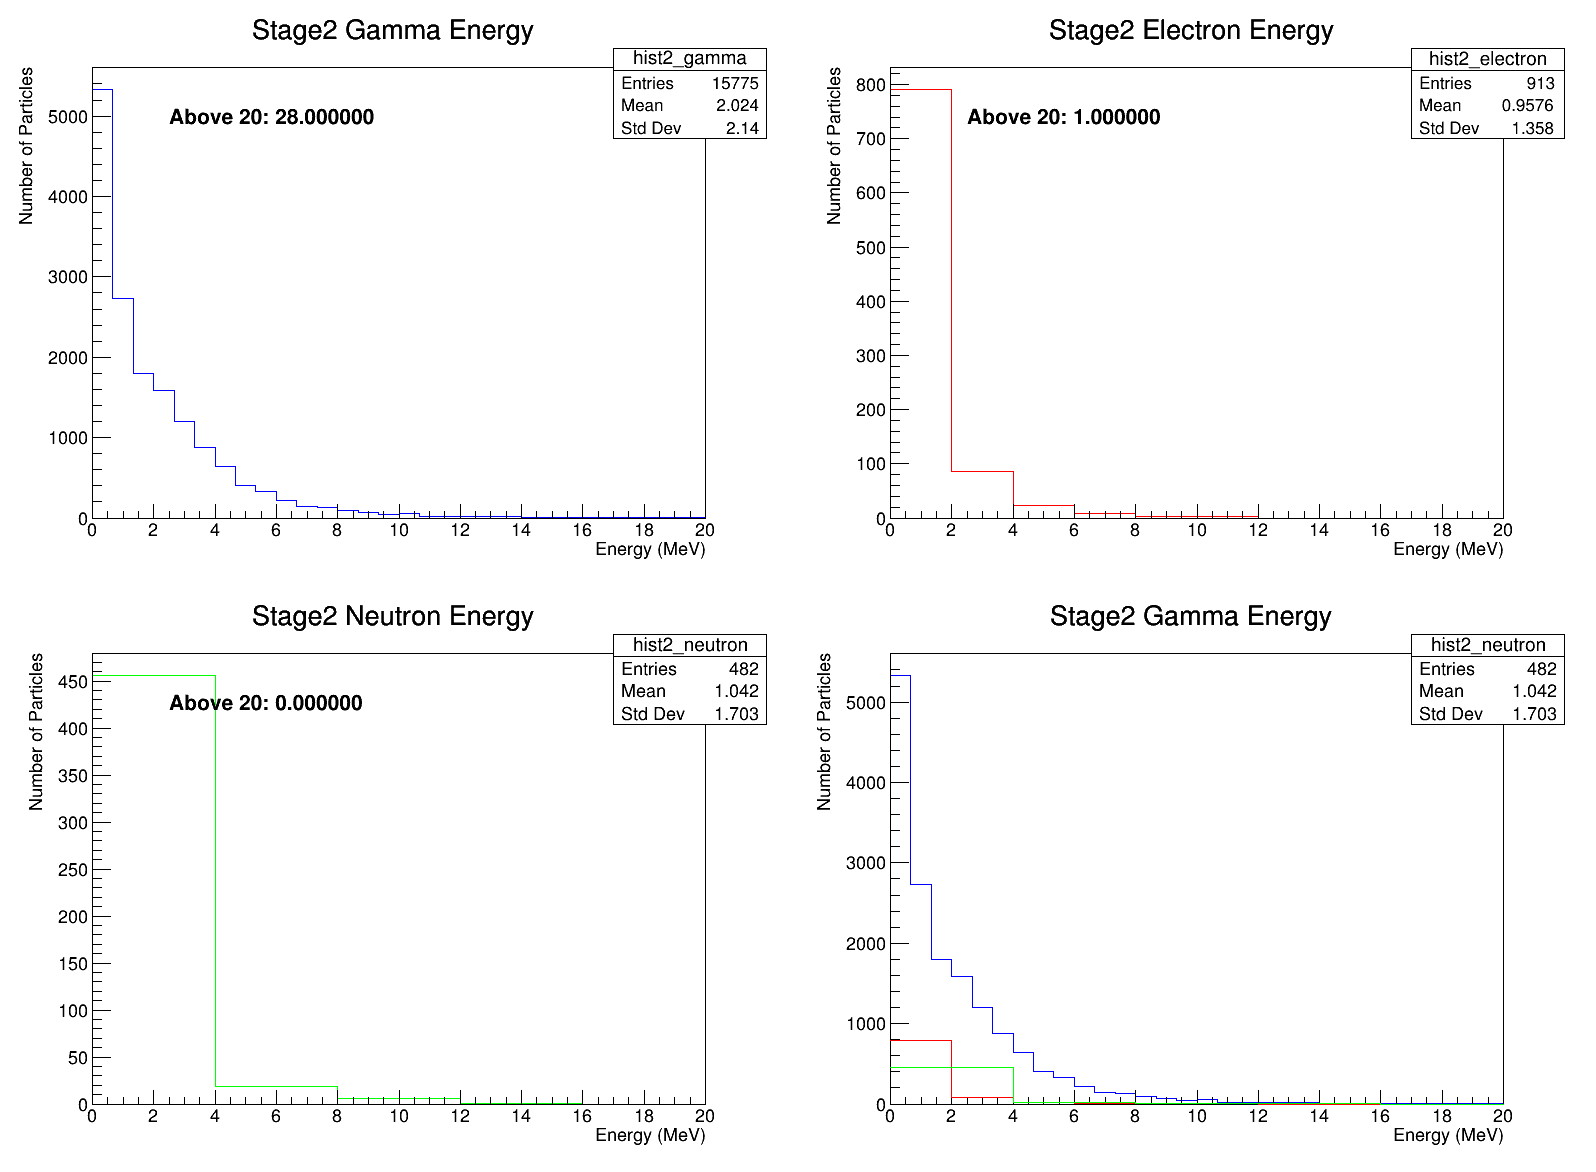 Stage2 Gamma Energy
hist2_gamma
Entries 15775
Mean 2.024
Std Dev 2.14
Above 20: 28.000000
Number of Particles
5000
4000
3000
2000
1000
0
0 2 4 6 8 10 12 14 16 18 20
Energy (MeV)
Stage2 Electron Energy
hist2_electron
Entries 913
Mean 0.9576
Std Dev 1.358
Above 20: 1.000000
Number of Particles
800
700
600
500
400
300
200
100
0
0 2 4 6 8 10 12 14 16 18 20
Energy (MeV)
Stage2 Neutron Energy
hist2_neutron
Entries 482
Mean 1.042
Std Dev 1.703
Above 20: 0.000000
Number of Particles
450
400
350
300
250
200
150
100
50
0
0 2 4 6 8 10 12 14 16 18 20
Energy (MeV)
Stage2 Gamma Energy
hist2_neutron
Entries 482
Mean 1.042
Std Dev 1.703
Number of Particles
5000
4000
3000
2000
1000
0
0 2 4 6 8 10 12 14 16 18 20
Energy (MeV)